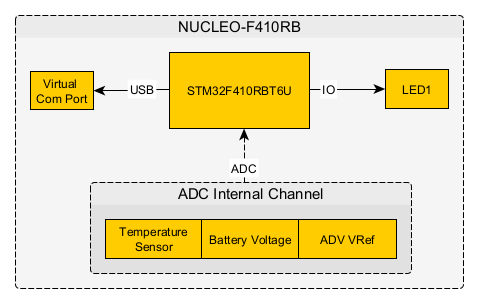 NUCLEO-F410RB
Virtual
Com Port
USB
STM32F410RBT6U
IO
LED1
ADC
ADC Internal Channel
Temperature
Sensor
Battery Voltage
ADV VRef